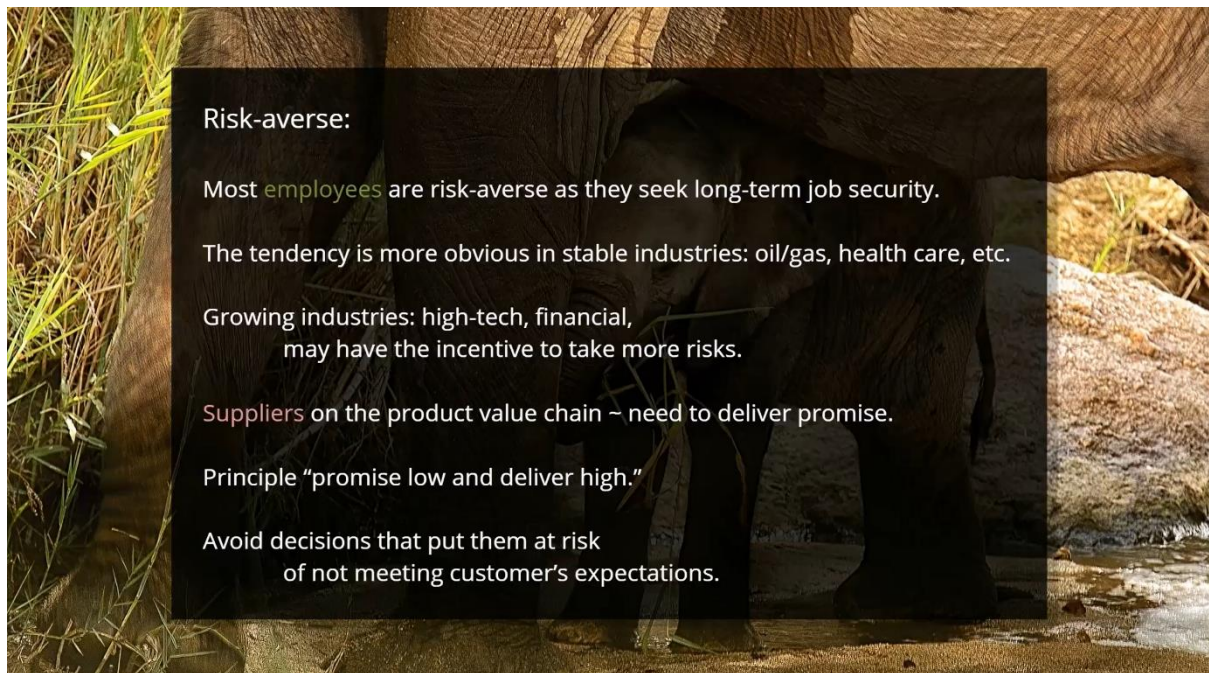 Risk-averse:
Most employees are risk-averse as they seek long-term job security.
The tendency is more obvious in stable industries: oil/gas, health care, etc.
Growing industries: high-tech, financial,
may have the incentive to take more risks.
Suppliers on the product value chain ~ need to deliver promise.
Principle “promise low and deliver high.”
Avoid decisions that put them at risk
of not meeting customer’s expectations.